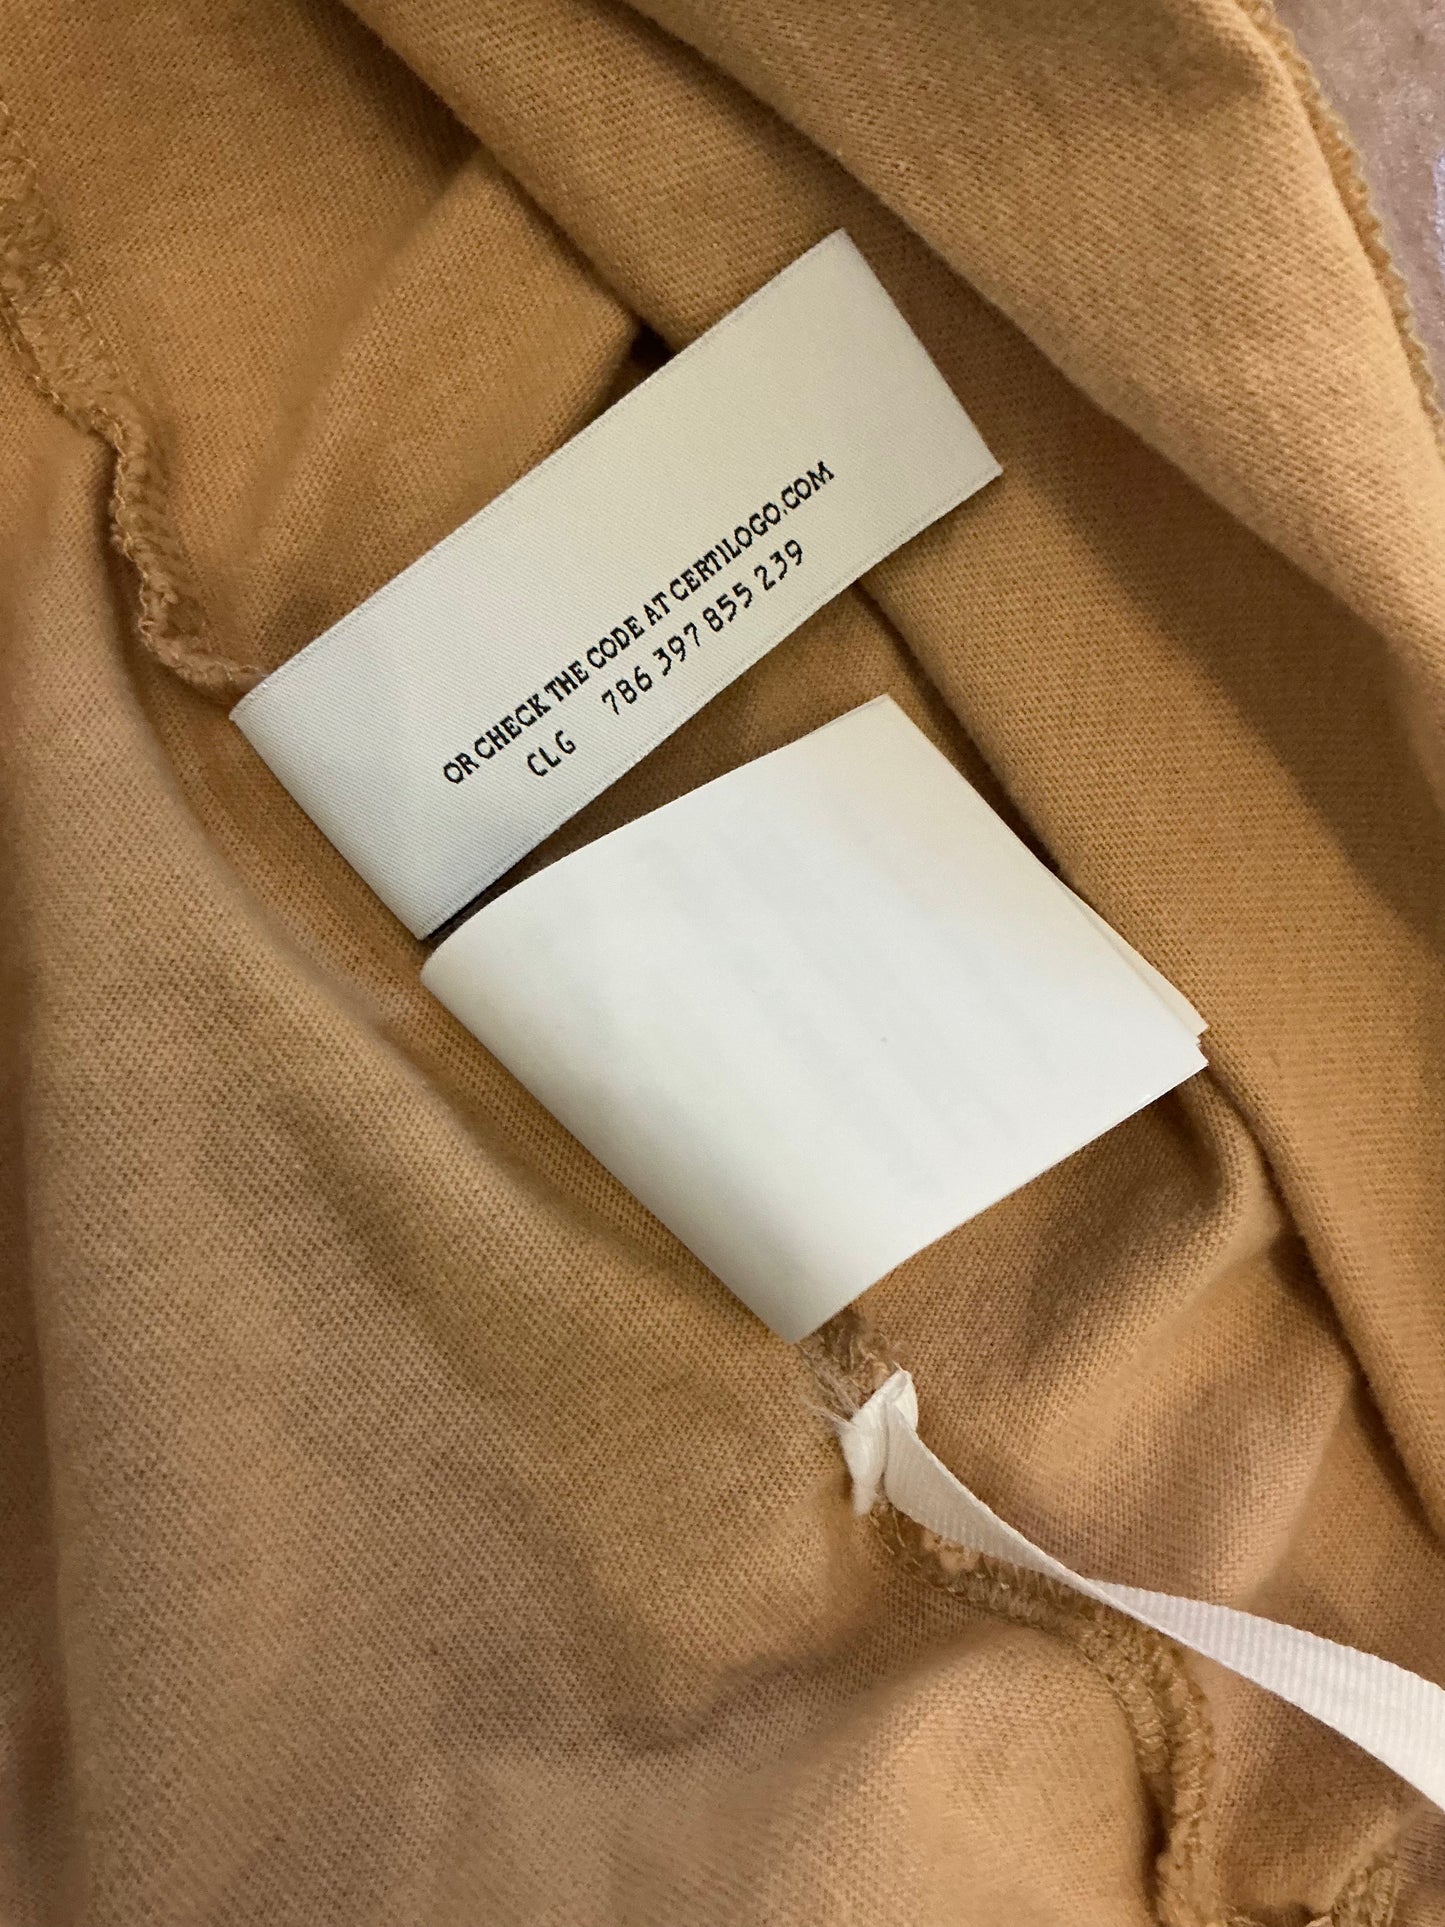 OR CHECK THE CODE AT CERTILOGO.COM
CLG 786 397 855 239